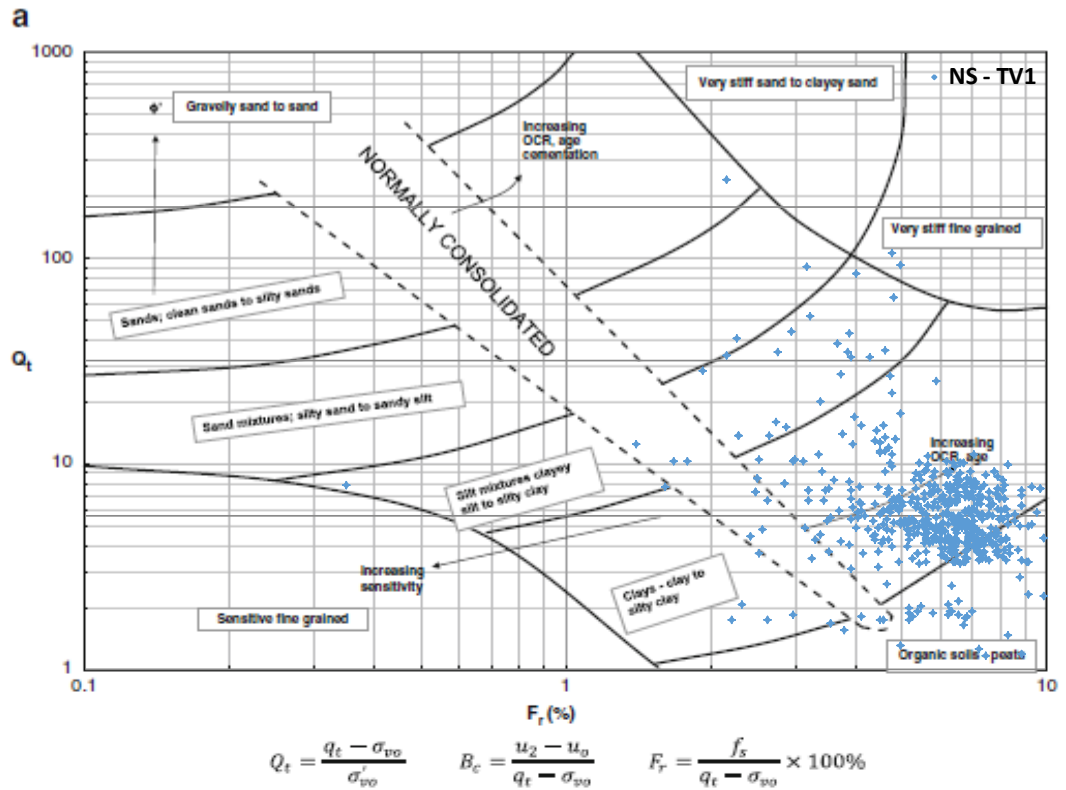 a
1000
NS - TV1
Very stiff sand to clayey sand
ϕ'
Gravelly sand to sand
Increasing
OCR, age
cementation
NORMALLY CONSOLIDATED
Very stiff fine grained
100
Sands; clean sands to silty sands
Qt
Sand mixtures; silty sand to sandy silt
Increasing
OCR, age
10
Silt mixtures clayey
silt to silty clay
Increasing
sensitivity
Clays - clay to
silty clay
Sensitive fine grained
Organic soils - peats
1
0.1
1
10
Fr (%)
Qt = (qt − σvo) / σ'vo
Bc = (u2 − uo) / (qt − σvo)
Fr = fs / (qt − σvo) × 100%